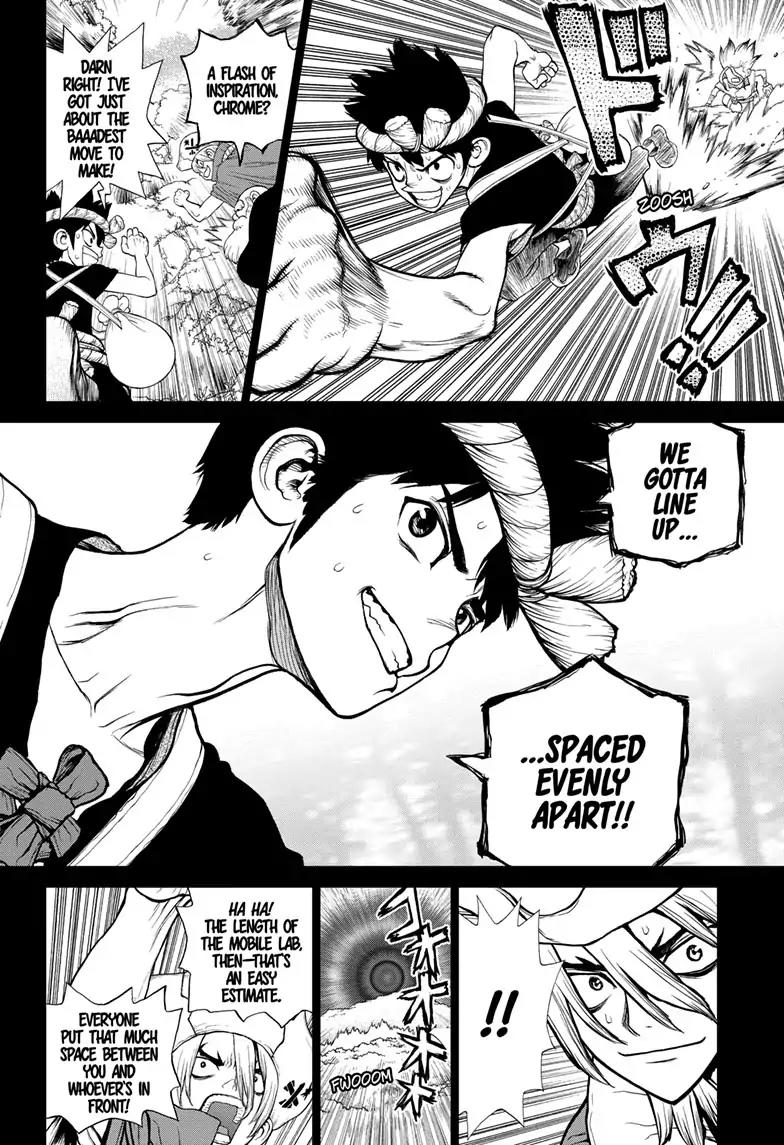 ドウ!!
ZOOSH
A FLASH OF
INSPIRATION,
CHROME?
DARN
RIGHT! I'VE
GOT JUST
ABOUT THE
BAAADEST
MOVE TO
MAKE!
WE
GOTTA
LINE
UP...
...SPACED
EVENLY
APART!!
!!
FWOOOM
HA HA!
THE LENGTH OF
THE MOBILE LAB,
THEN—THAT'S
AN EASY
ESTIMATE.
EVERYONE
PUT THAT MUCH
SPACE BETWEEN
YOU AND
WHOEVER'S IN
FRONT!